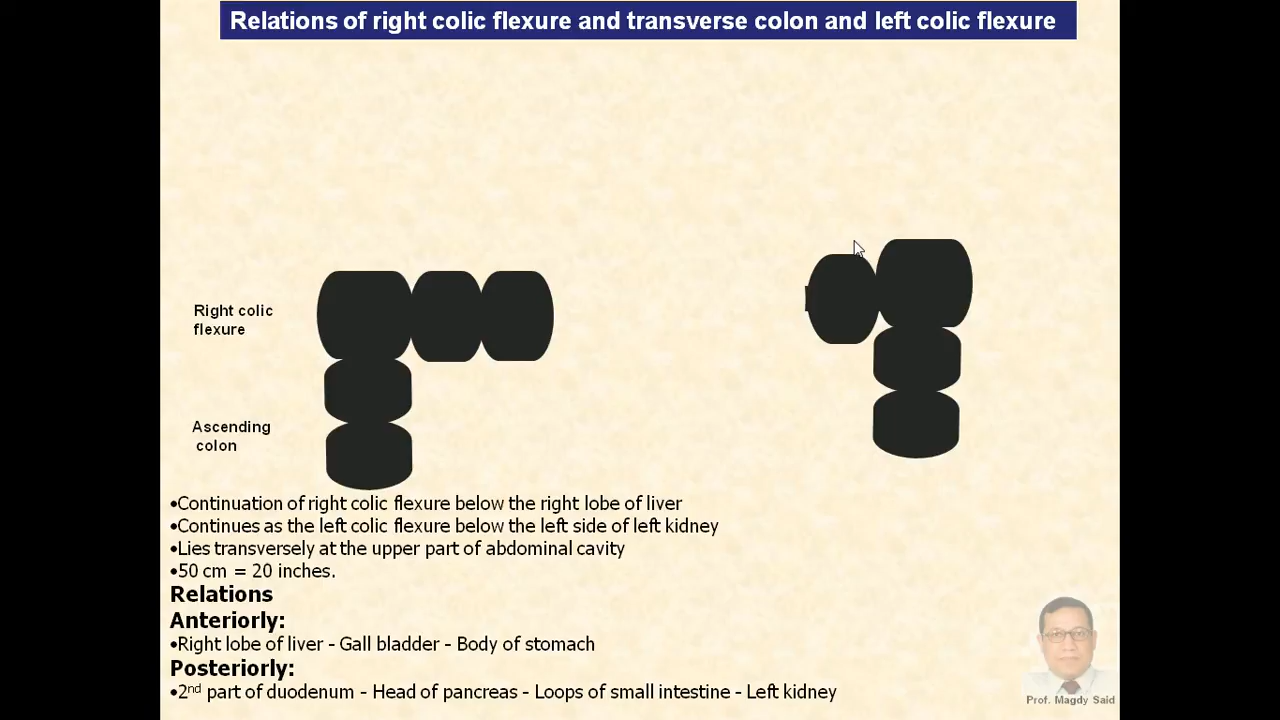 Relations of right colic flexure and transverse colon and left colic flexure
Right colic
flexure
Ascending
colon
•Continuation of right colic flexure below the right lobe of liver
•Continues as the left colic flexure below the left side of left kidney
•Lies transversely at the upper part of abdominal cavity
•50 cm = 20 inches.
Relations
Anteriorly:
•Right lobe of liver - Gall bladder - Body of stomach
Posteriorly:
•2nd part of duodenum - Head of pancreas - Loops of small intestine - Left kidney
Prof. Magdy Said